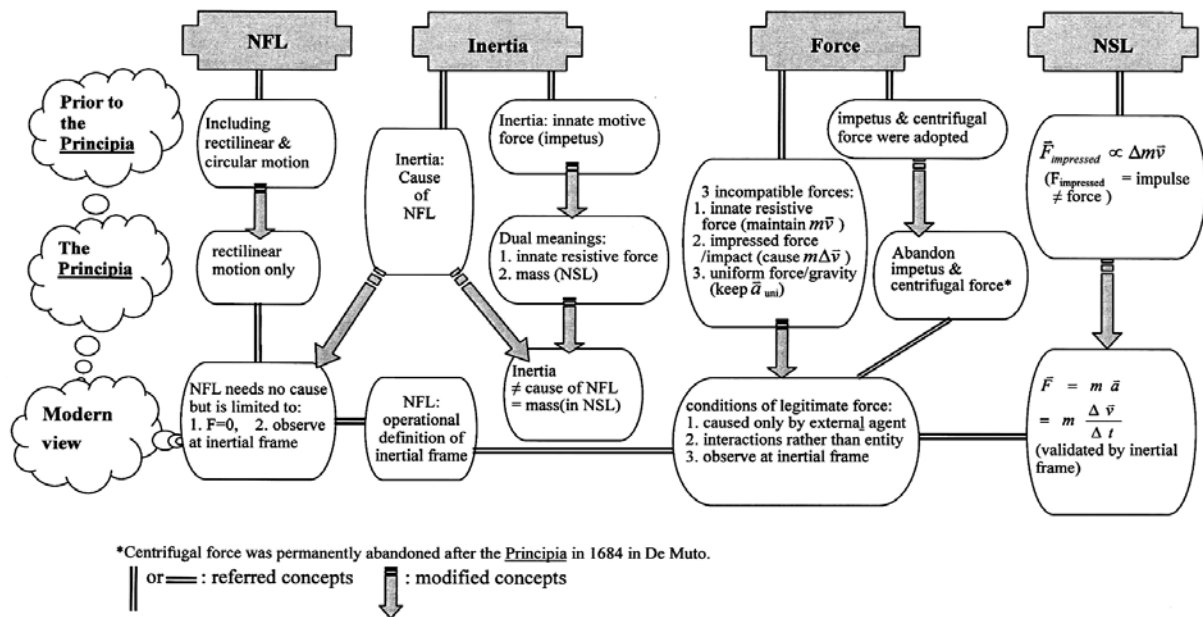 NFL
Inertia
Force
NSL
Prior to
the
Principia
Including
rectilinear &
circular motion
Inertia:
Cause
of
NFL
Inertia: innate motive
force (impetus)
impetus & centrifugal
force were adopted
F̄impressed ∝ Δmv̄
(Fimpressed = impulse
≠ force )
The
Principia
rectilinear
motion only
Dual meanings:
1. innate resistive force
2. mass (NSL)
3 incompatible forces:
1. innate resistive
force (maintain mv̄ )
2. impressed force
/impact (cause mΔv̄ )
3. uniform force/gravity
(keep āuni)
Abandon
impetus &
centrifugal force*
Modern
view
NFL needs no cause
but is limited to:
1. F=0, 2. observe
at inertial frame
NFL:
operational
definition of
inertial frame
Inertia
≠ cause of NFL
= mass(in NSL)
conditions of legitimate force:
1. caused only by external agent
2. interactions rather than entity
3. observe at inertial frame
F̄ = m ā
= m Δ v̄ / Δ t
(validated by inertial
frame)
*Centrifugal force was permanently abandoned after the Principia in 1684 in De Muto.
or : referred concepts : modified concepts